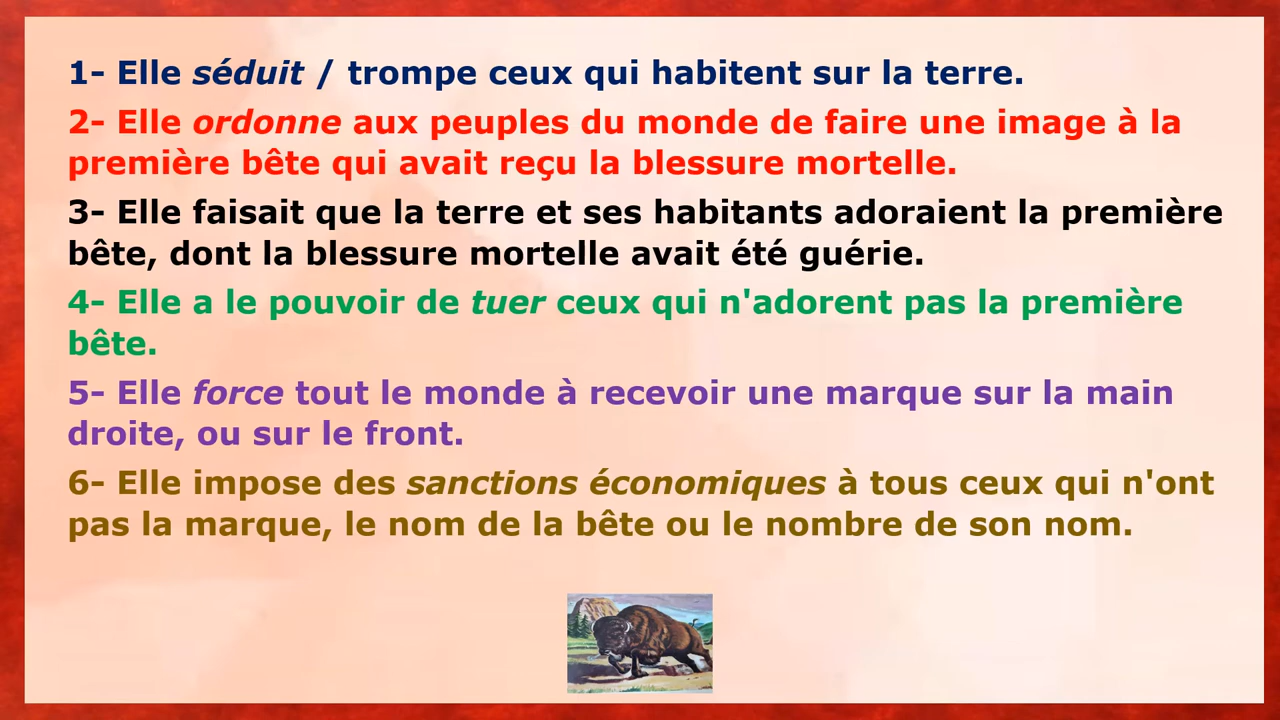 1- Elle séduit / trompe ceux qui habitent sur la terre.
2- Elle ordonne aux peuples du monde de faire une image à la
première bête qui avait reçu la blessure mortelle.
3- Elle faisait que la terre et ses habitants adoraient la première
bête, dont la blessure mortelle avait été guérie.
4- Elle a le pouvoir de tuer ceux qui n'adorent pas la première
bête.
5- Elle force tout le monde à recevoir une marque sur la main
droite, ou sur le front.
6- Elle impose des sanctions économiques à tous ceux qui n'ont
pas la marque, le nom de la bête ou le nombre de son nom.